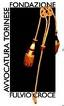 FONDAZIONE
AVVOCATURA TORINESE
FULVIO CROCE